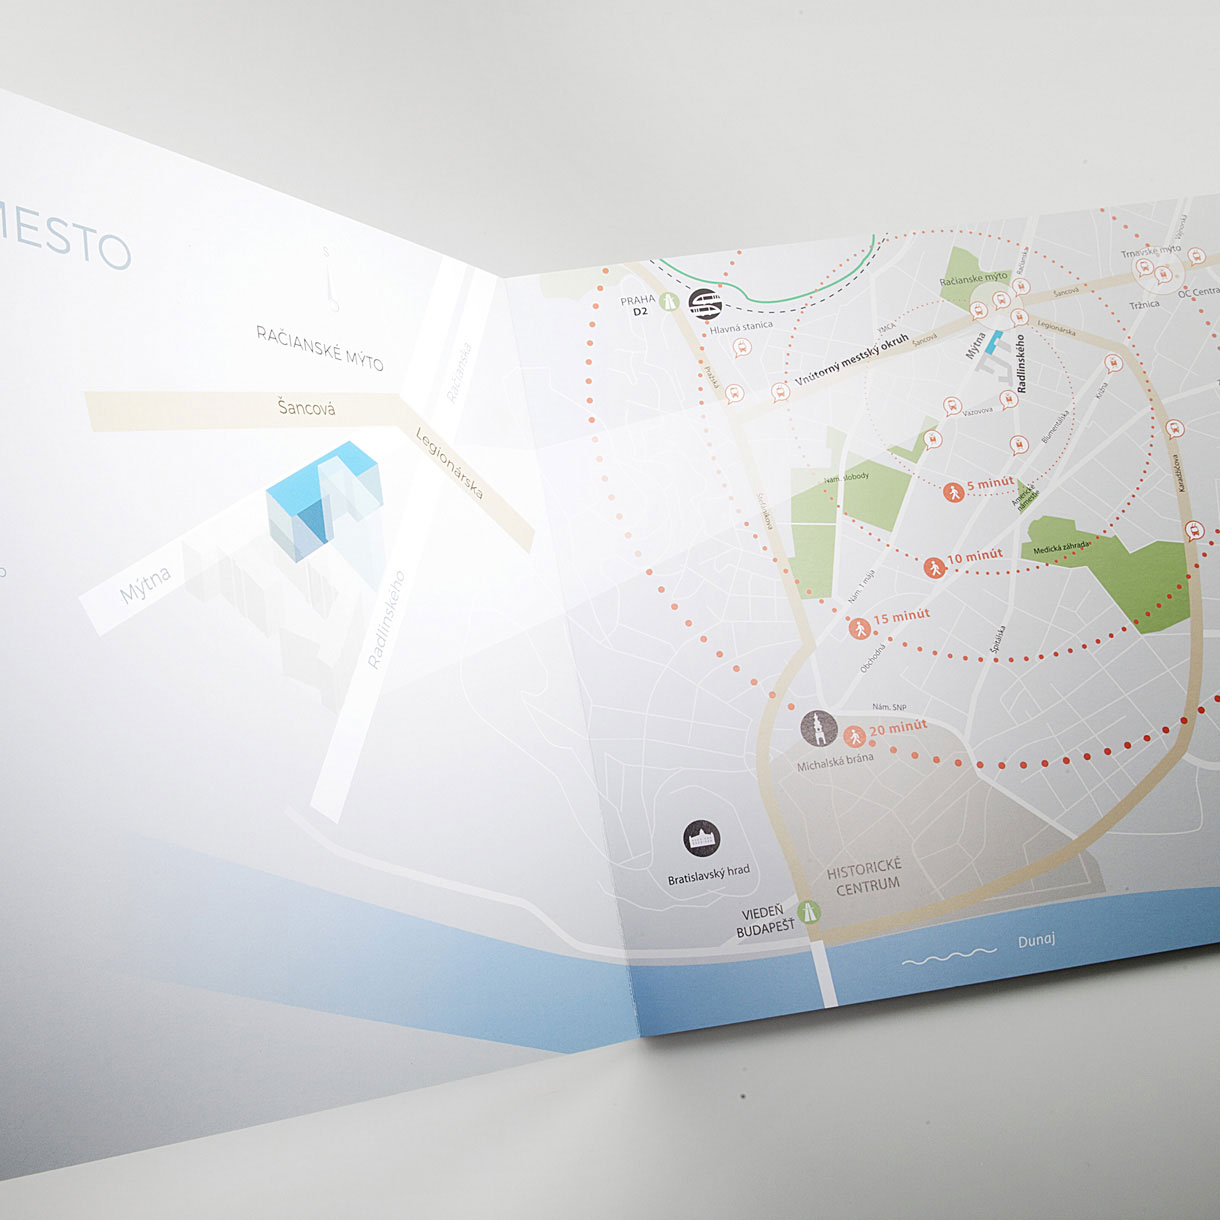 MESTO
S
RAČIANSKÉ MÝTO
Račianska
Šancová
Legionárska
Mýtna
Radlinského
PRAHA
D2
Hlavná stanica
Pražská
YMCA
Vnútorný mestský okruh
Šancová
Račianske mýto
Račianska
Šancová
Legionárska
Trnavské mýto
Vajnorská
Tržnica
OC Centra
Mýtna
Radlinského
Vazovova
Blumentálska
Krížna
Karadžičova
Nám. slobody
Štefánikova
5 minút
Americké
námestie
10 minút
Medická záhrada
Nám. 1 mája
15 minút
Obchodná
Špitálska
Nám. SNP
20 minút
Michalská brána
Bratislavský hrad
HISTORICKÉ
CENTRUM
VIEDEŇ
BUDAPEŠŤ
Dunaj